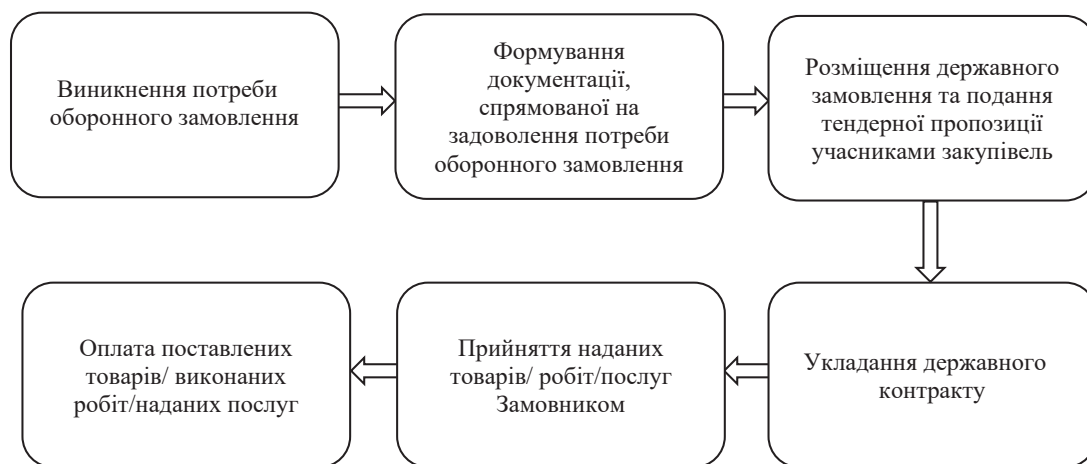 Виникнення потреби
оборонного замовлення
Формування
документації,
спрямованої на
задоволення потреби
оборонного замовлення
Розміщення державного
замовлення та подання
тендерної пропозиції
учасниками закупівель
Укладання державного
контракту
Прийняття наданих
товарів/ робіт/послуг
Замовником
Оплата поставлених
товарів/ виконаних
робіт/наданих послуг